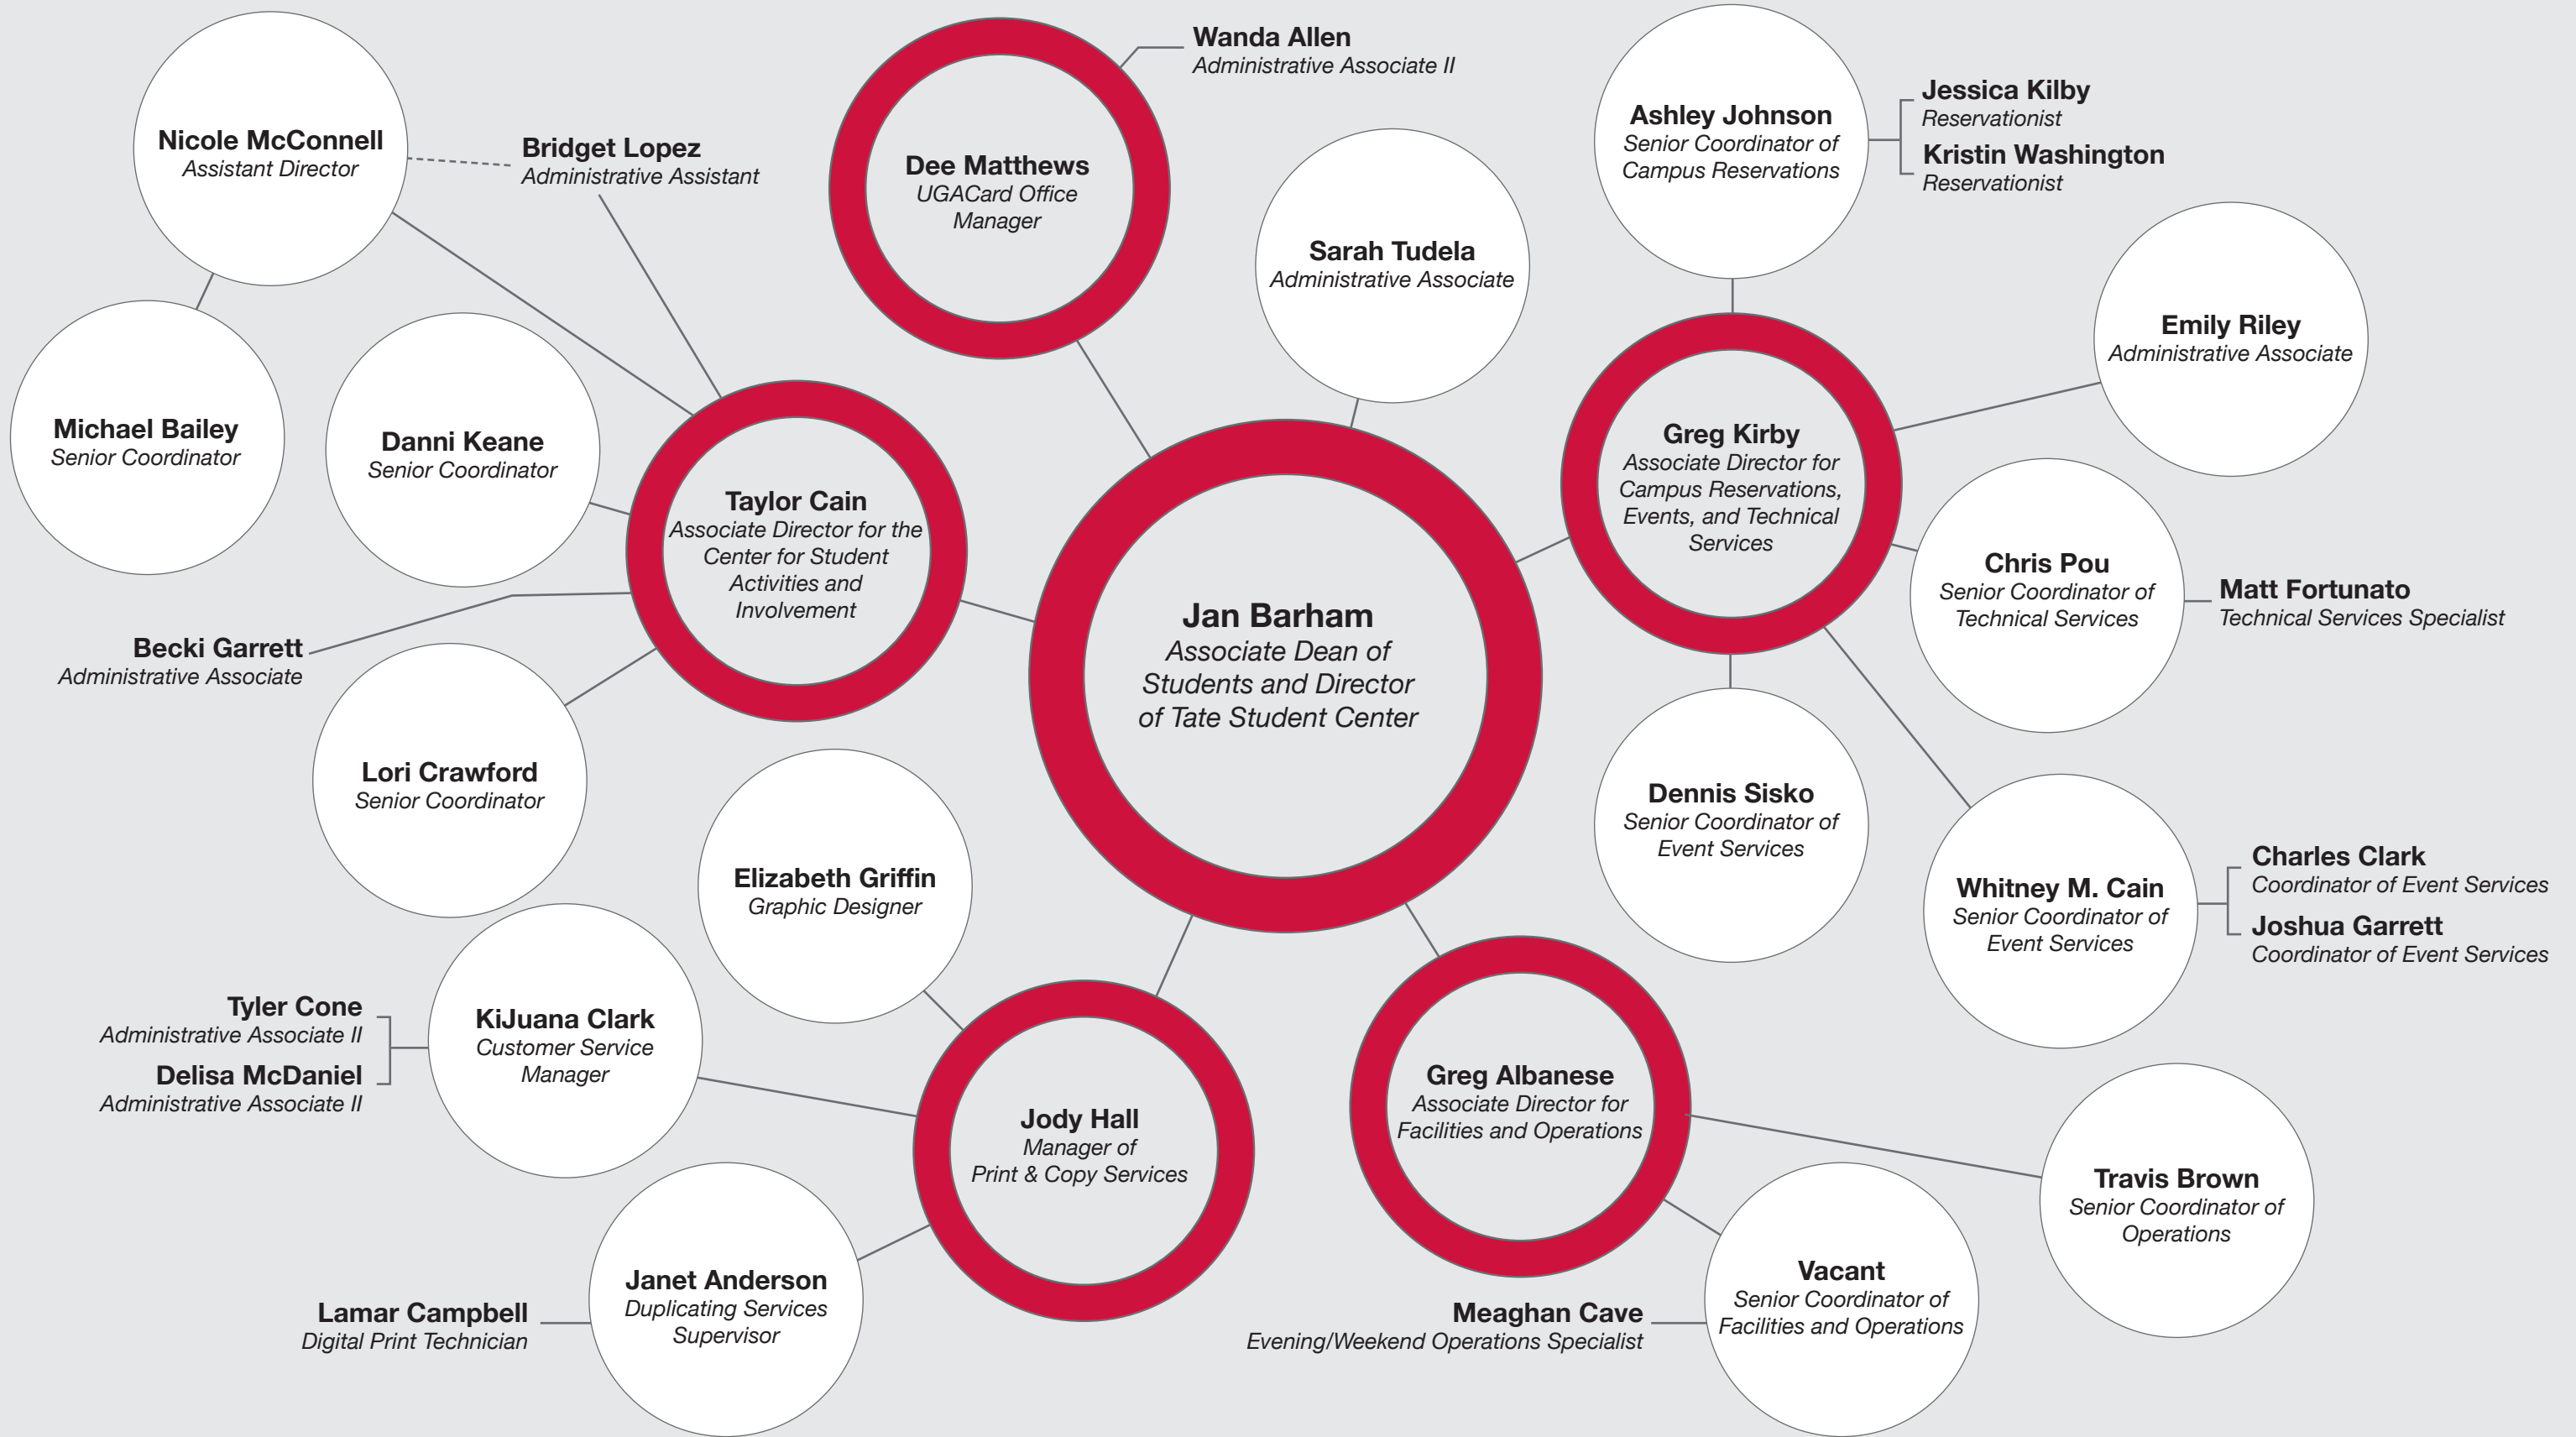 Wanda Allen
Administrative Associate II
Nicole McConnell
Assistant Director
Bridget Lopez
Administrative Assistant
Dee Matthews
UGACard Office
Manager
Ashley Johnson
Senior Coordinator of
Campus Reservations
Jessica Kilby
Reservationist
Kristin Washington
Reservationist
Sarah Tudela
Administrative Associate
Emily Riley
Administrative Associate
Michael Bailey
Senior Coordinator
Danni Keane
Senior Coordinator
Taylor Cain
Associate Director for the
Center for Student
Activities and
Involvement
Greg Kirby
Associate Director for
Campus Reservations,
Events, and Technical
Services
Jan Barham
Associate Dean of
Students and Director
of Tate Student Center
Chris Pou
Senior Coordinator of
Technical Services
Matt Fortunato
Technical Services Specialist
Becki Garrett
Administrative Associate
Lori Crawford
Senior Coordinator
Dennis Sisko
Senior Coordinator of
Event Services
Elizabeth Griffin
Graphic Designer
Whitney M. Cain
Senior Coordinator of
Event Services
Charles Clark
Coordinator of Event Services
Joshua Garrett
Coordinator of Event Services
Tyler Cone
Administrative Associate II
Delisa McDaniel
Administrative Associate II
KiJuana Clark
Customer Service
Manager
Jody Hall
Manager of
Print & Copy Services
Greg Albanese
Associate Director for
Facilities and Operations
Travis Brown
Senior Coordinator of
Operations
Lamar Campbell
Digital Print Technician
Janet Anderson
Duplicating Services
Supervisor
Meaghan Cave
Evening/Weekend Operations Specialist
Vacant
Senior Coordinator of
Facilities and Operations